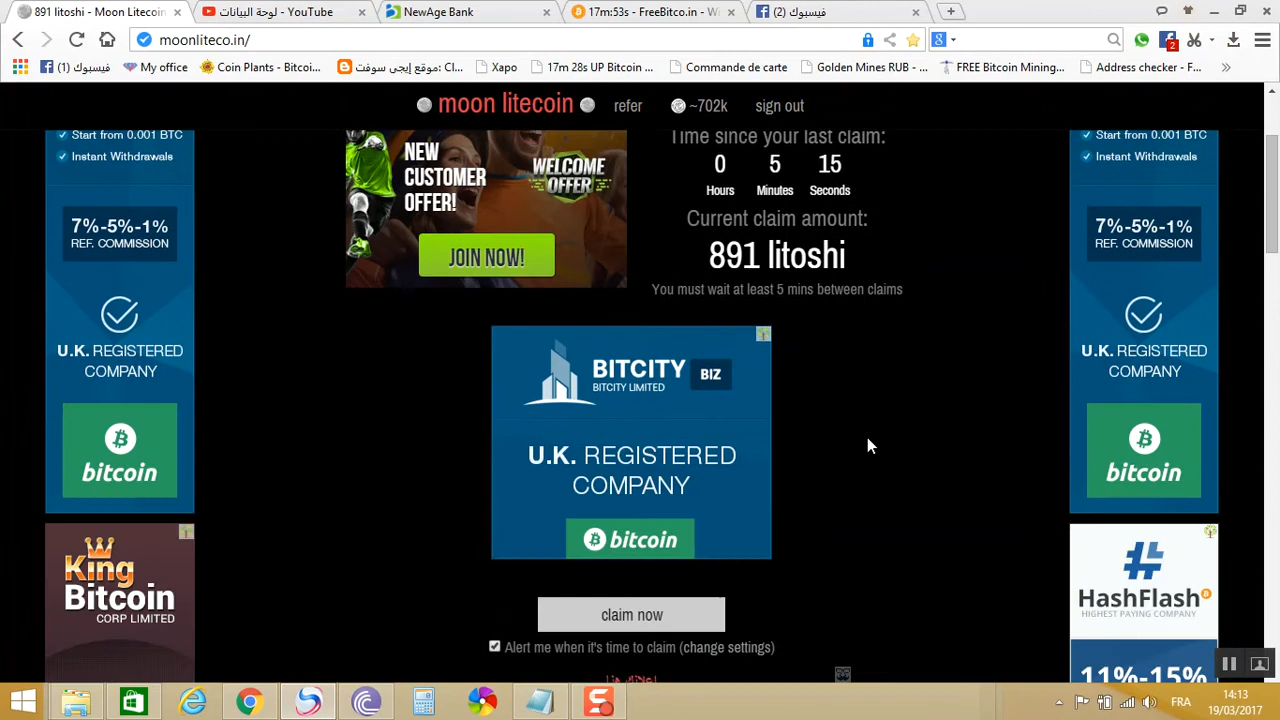 891 litoshi - Moon Litecoin
لوحة البيانات - YouTube
NewAge Bank
17m:53s - FreeBitco.in - Wi
(2) فيسبوك
moonliteco.in/
(1) فيسبوك
My office
Coin Plants - Bitcoi...
موقع إيجى سوفت: Cl...
Xapo
17m 28s UP Bitcoin ...
Commande de carte
Golden Mines RUB - ...
FREE Bitcoin Mining...
Address checker - F...
2
moon litecoin
refer
~702k
sign out
Start from 0.001 BTC
Instant Withdrawals
7%-5%-1%
REF. COMMISSION
U.K. REGISTERED
COMPANY
bitcoin
King
Bitcoin
CORP LIMITED
NEW
CUSTOMER
OFFER!
WELCOME
OFFER
JOIN NOW!
Time since your last claim:
0 5 15
Hours Minutes Seconds
Current claim amount:
891 litoshi
You must wait at least 5 mins between claims
BITCITY BIZ
BITCITY LIMITED
U.K. REGISTERED
COMPANY
bitcoin
claim now
Alert me when it's time to claim (change settings)
إعلانك هنا
Start from 0.001 BTC
Instant Withdrawals
7%-5%-1%
REF. COMMISSION
U.K. REGISTERED
COMPANY
bitcoin
HashFlash
HIGHEST PAYING COMPANY
11%-15%
FRA
14:13
19/03/2017